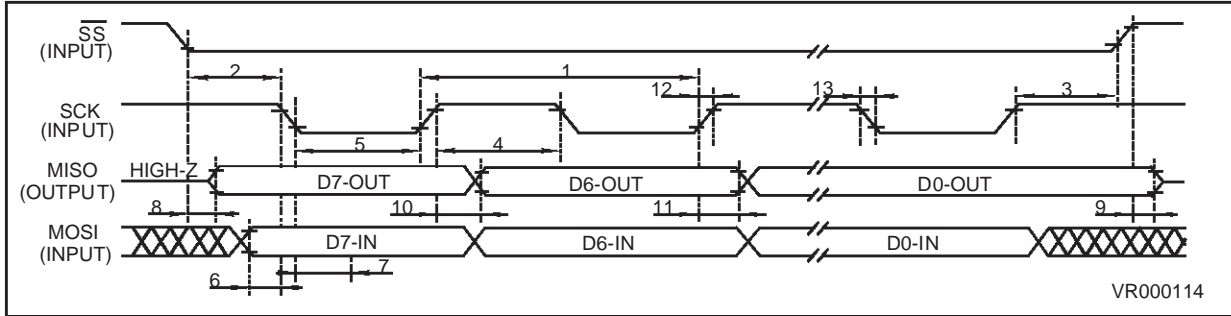 SS
(INPUT)
2
1
12
13
3
SCK
(INPUT)
5
4
MISO
(OUTPUT)
HIGH-Z
D7-OUT
D6-OUT
D0-OUT
8
10
11
9
MOSI
(INPUT)
D7-IN
D6-IN
D0-IN
6
7
VR000114